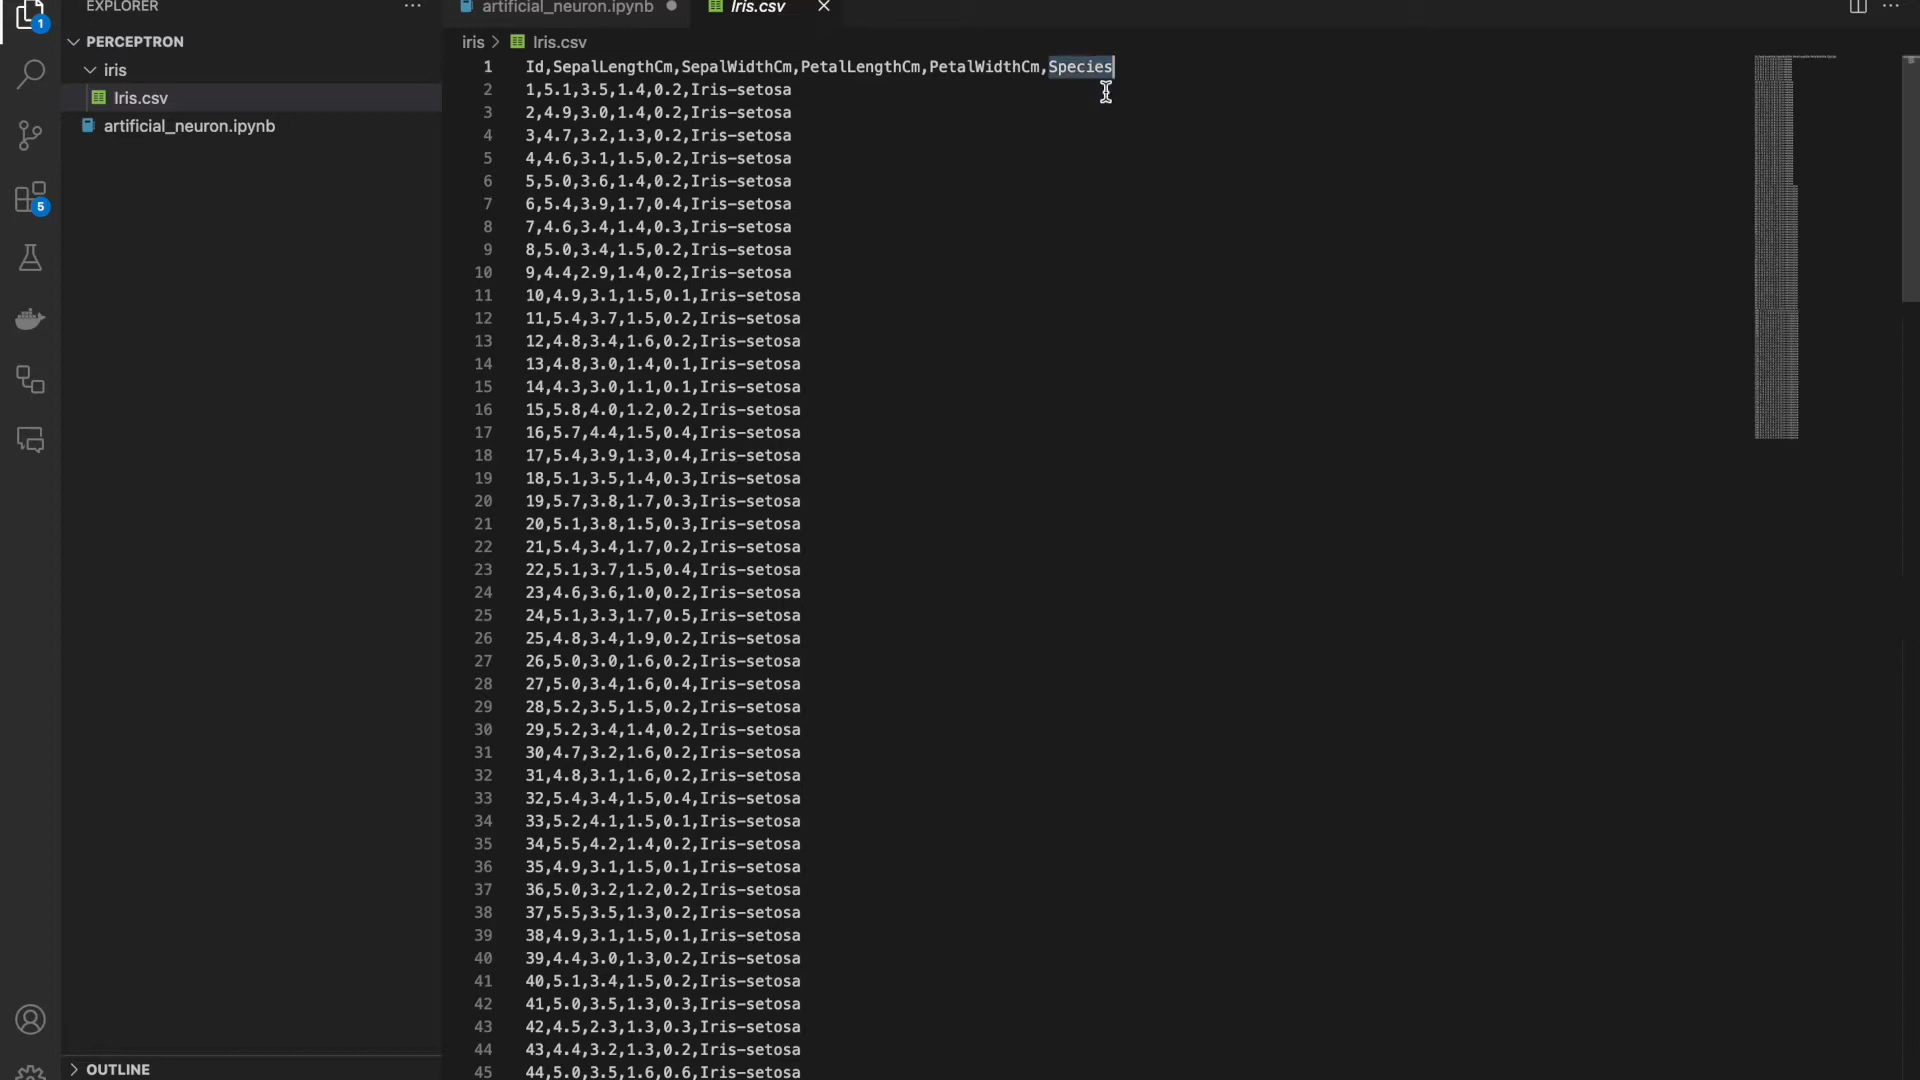 EXPLORER
PERCEPTRON
iris
Iris.csv
artificial_neuron.ipynb
OUTLINE
1
5
artificial_neuron.ipynb
Iris.csv
iris > Iris.csv
1 Id,SepalLengthCm,SepalWidthCm,PetalLengthCm,PetalWidthCm,Species
2 1,5.1,3.5,1.4,0.2,Iris-setosa
3 2,4.9,3.0,1.4,0.2,Iris-setosa
4 3,4.7,3.2,1.3,0.2,Iris-setosa
5 4,4.6,3.1,1.5,0.2,Iris-setosa
6 5,5.0,3.6,1.4,0.2,Iris-setosa
7 6,5.4,3.9,1.7,0.4,Iris-setosa
8 7,4.6,3.4,1.4,0.3,Iris-setosa
9 8,5.0,3.4,1.5,0.2,Iris-setosa
10 9,4.4,2.9,1.4,0.2,Iris-setosa
11 10,4.9,3.1,1.5,0.1,Iris-setosa
12 11,5.4,3.7,1.5,0.2,Iris-setosa
13 12,4.8,3.4,1.6,0.2,Iris-setosa
14 13,4.8,3.0,1.4,0.1,Iris-setosa
15 14,4.3,3.0,1.1,0.1,Iris-setosa
16 15,5.8,4.0,1.2,0.2,Iris-setosa
17 16,5.7,4.4,1.5,0.4,Iris-setosa
18 17,5.4,3.9,1.3,0.4,Iris-setosa
19 18,5.1,3.5,1.4,0.3,Iris-setosa
20 19,5.7,3.8,1.7,0.3,Iris-setosa
21 20,5.1,3.8,1.5,0.3,Iris-setosa
22 21,5.4,3.4,1.7,0.2,Iris-setosa
23 22,5.1,3.7,1.5,0.4,Iris-setosa
24 23,4.6,3.6,1.0,0.2,Iris-setosa
25 24,5.1,3.3,1.7,0.5,Iris-setosa
26 25,4.8,3.4,1.9,0.2,Iris-setosa
27 26,5.0,3.0,1.6,0.2,Iris-setosa
28 27,5.0,3.4,1.6,0.4,Iris-setosa
29 28,5.2,3.5,1.5,0.2,Iris-setosa
30 29,5.2,3.4,1.4,0.2,Iris-setosa
31 30,4.7,3.2,1.6,0.2,Iris-setosa
32 31,4.8,3.1,1.6,0.2,Iris-setosa
33 32,5.4,3.4,1.5,0.4,Iris-setosa
34 33,5.2,4.1,1.5,0.1,Iris-setosa
35 34,5.5,4.2,1.4,0.2,Iris-setosa
36 35,4.9,3.1,1.5,0.1,Iris-setosa
37 36,5.0,3.2,1.2,0.2,Iris-setosa
38 37,5.5,3.5,1.3,0.2,Iris-setosa
39 38,4.9,3.1,1.5,0.1,Iris-setosa
40 39,4.4,3.0,1.3,0.2,Iris-setosa
41 40,5.1,3.4,1.5,0.2,Iris-setosa
42 41,5.0,3.5,1.3,0.3,Iris-setosa
43 42,4.5,2.3,1.3,0.3,Iris-setosa
44 43,4.4,3.2,1.3,0.2,Iris-setosa
45 44,5.0,3.5,1.6,0.6,Iris-setosa